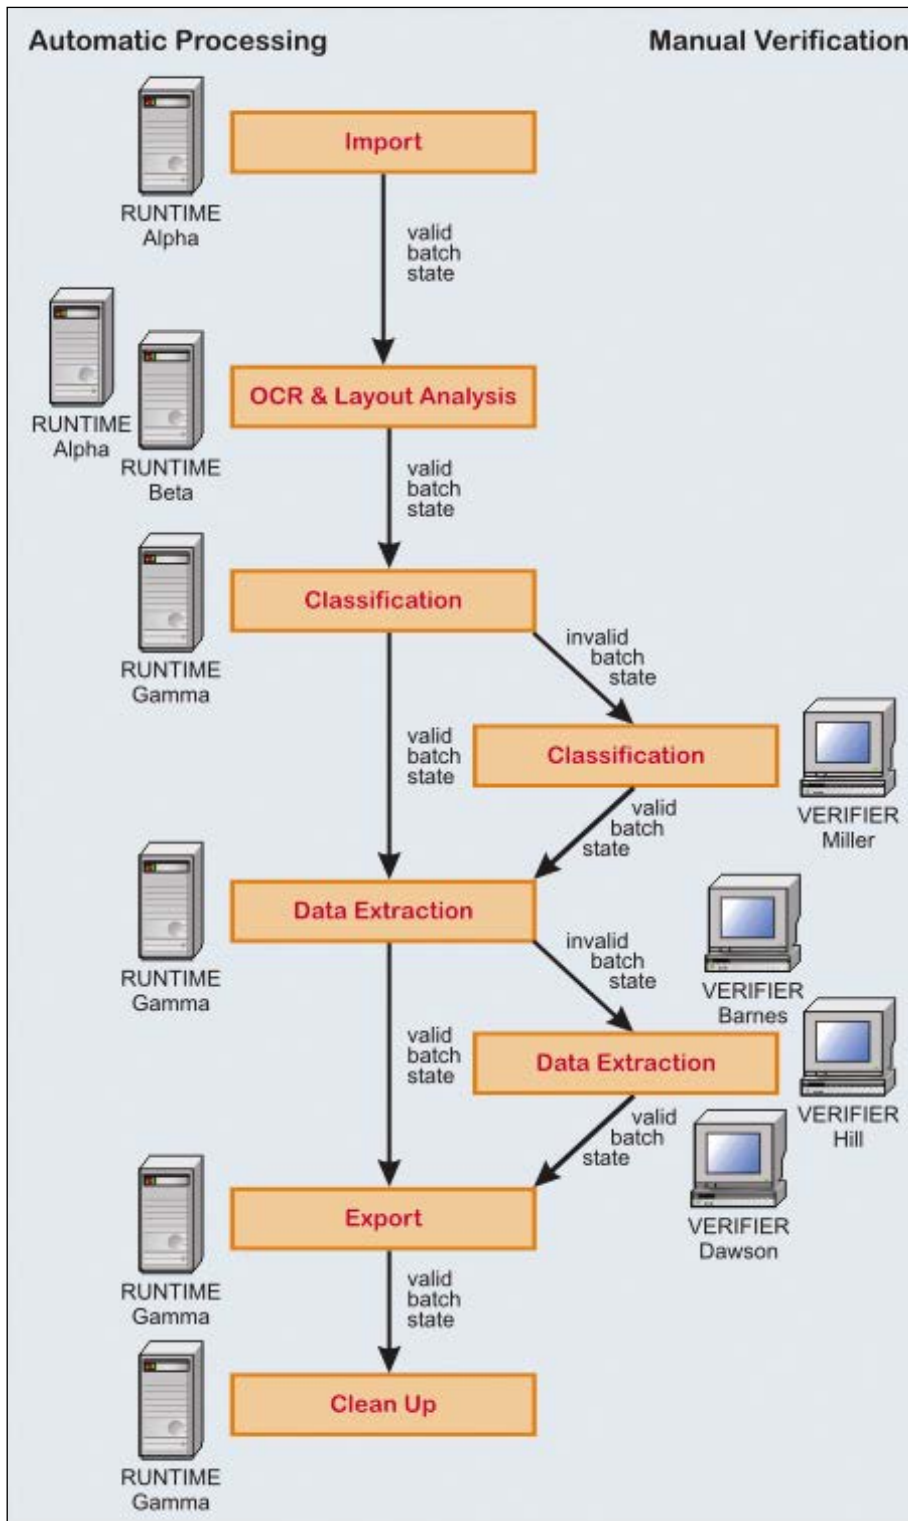 Automatic Processing
Manual Verification
Import
RUNTIME
Alpha
valid
batch
state
RUNTIME
Alpha
RUNTIME
Beta
OCR & Layout Analysis
valid
batch
state
Classification
RUNTIME
Gamma
invalid
batch
state
valid
batch
state
Classification
VERIFIER
Miller
valid
batch
state
Data Extraction
RUNTIME
Gamma
invalid
batch
state
VERIFIER
Barnes
valid
batch
state
Data Extraction
VERIFIER
Hill
valid
batch
state
VERIFIER
Dawson
Export
RUNTIME
Gamma
valid
batch
state
Clean Up
RUNTIME
Gamma